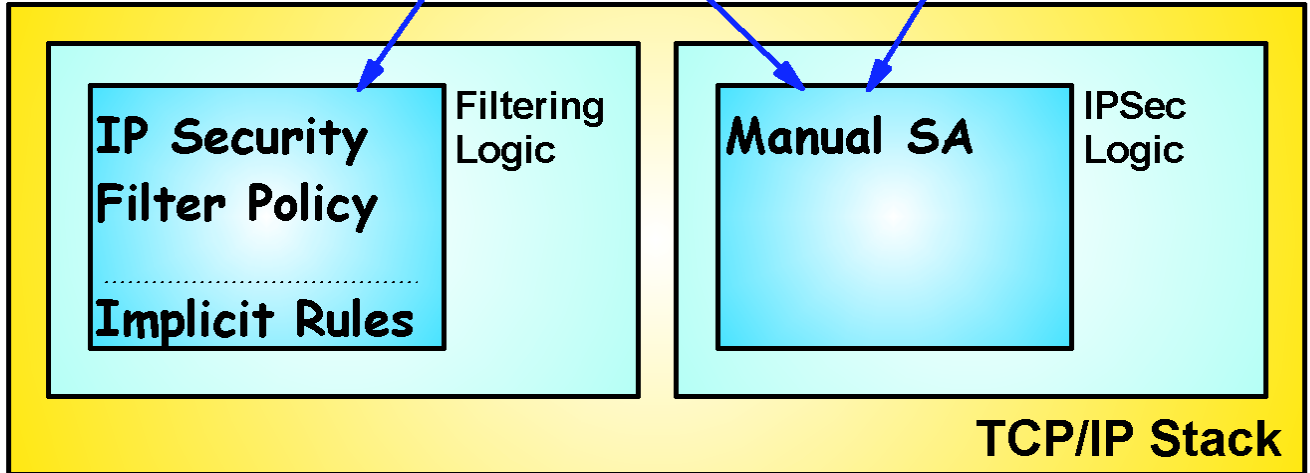 IP Security
Filter Policy
Implicit Rules
Filtering
Logic
Manual SA
IPSec
Logic
TCP/IP Stack